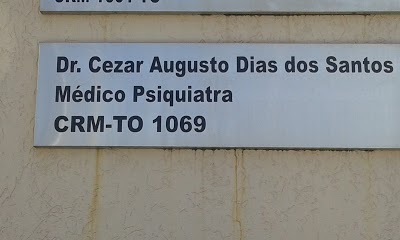 Dr. Cezar Augusto Dias dos Santos
Médico Psiquiatra
CRM-TO 1069